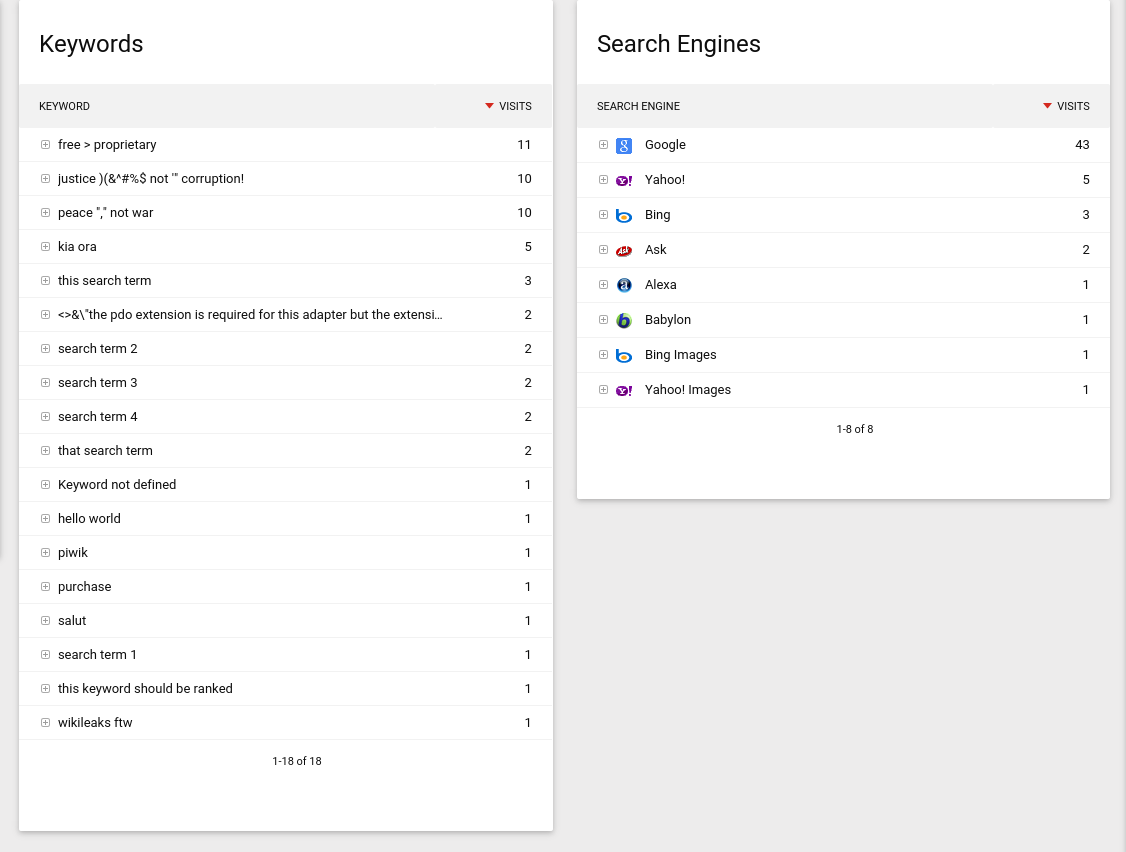 Keywords
KEYWORD VISITS
free > proprietary 11
justice )(&^#%$ not '" corruption! 10
peace "," not war 10
kia ora 5
this search term 3
<>&\"the pdo extension is required for this adapter but the extensi... 2
search term 2 2
search term 3 2
search term 4 2
that search term 2
Keyword not defined 1
hello world 1
piwik 1
purchase 1
salut 1
search term 1 1
this keyword should be ranked 1
wikileaks ftw 1
1-18 of 18
Search Engines
SEARCH ENGINE VISITS
Google 43
Yahoo! 5
Bing 3
Ask 2
Alexa 1
Babylon 1
Bing Images 1
Yahoo! Images 1
1-8 of 8